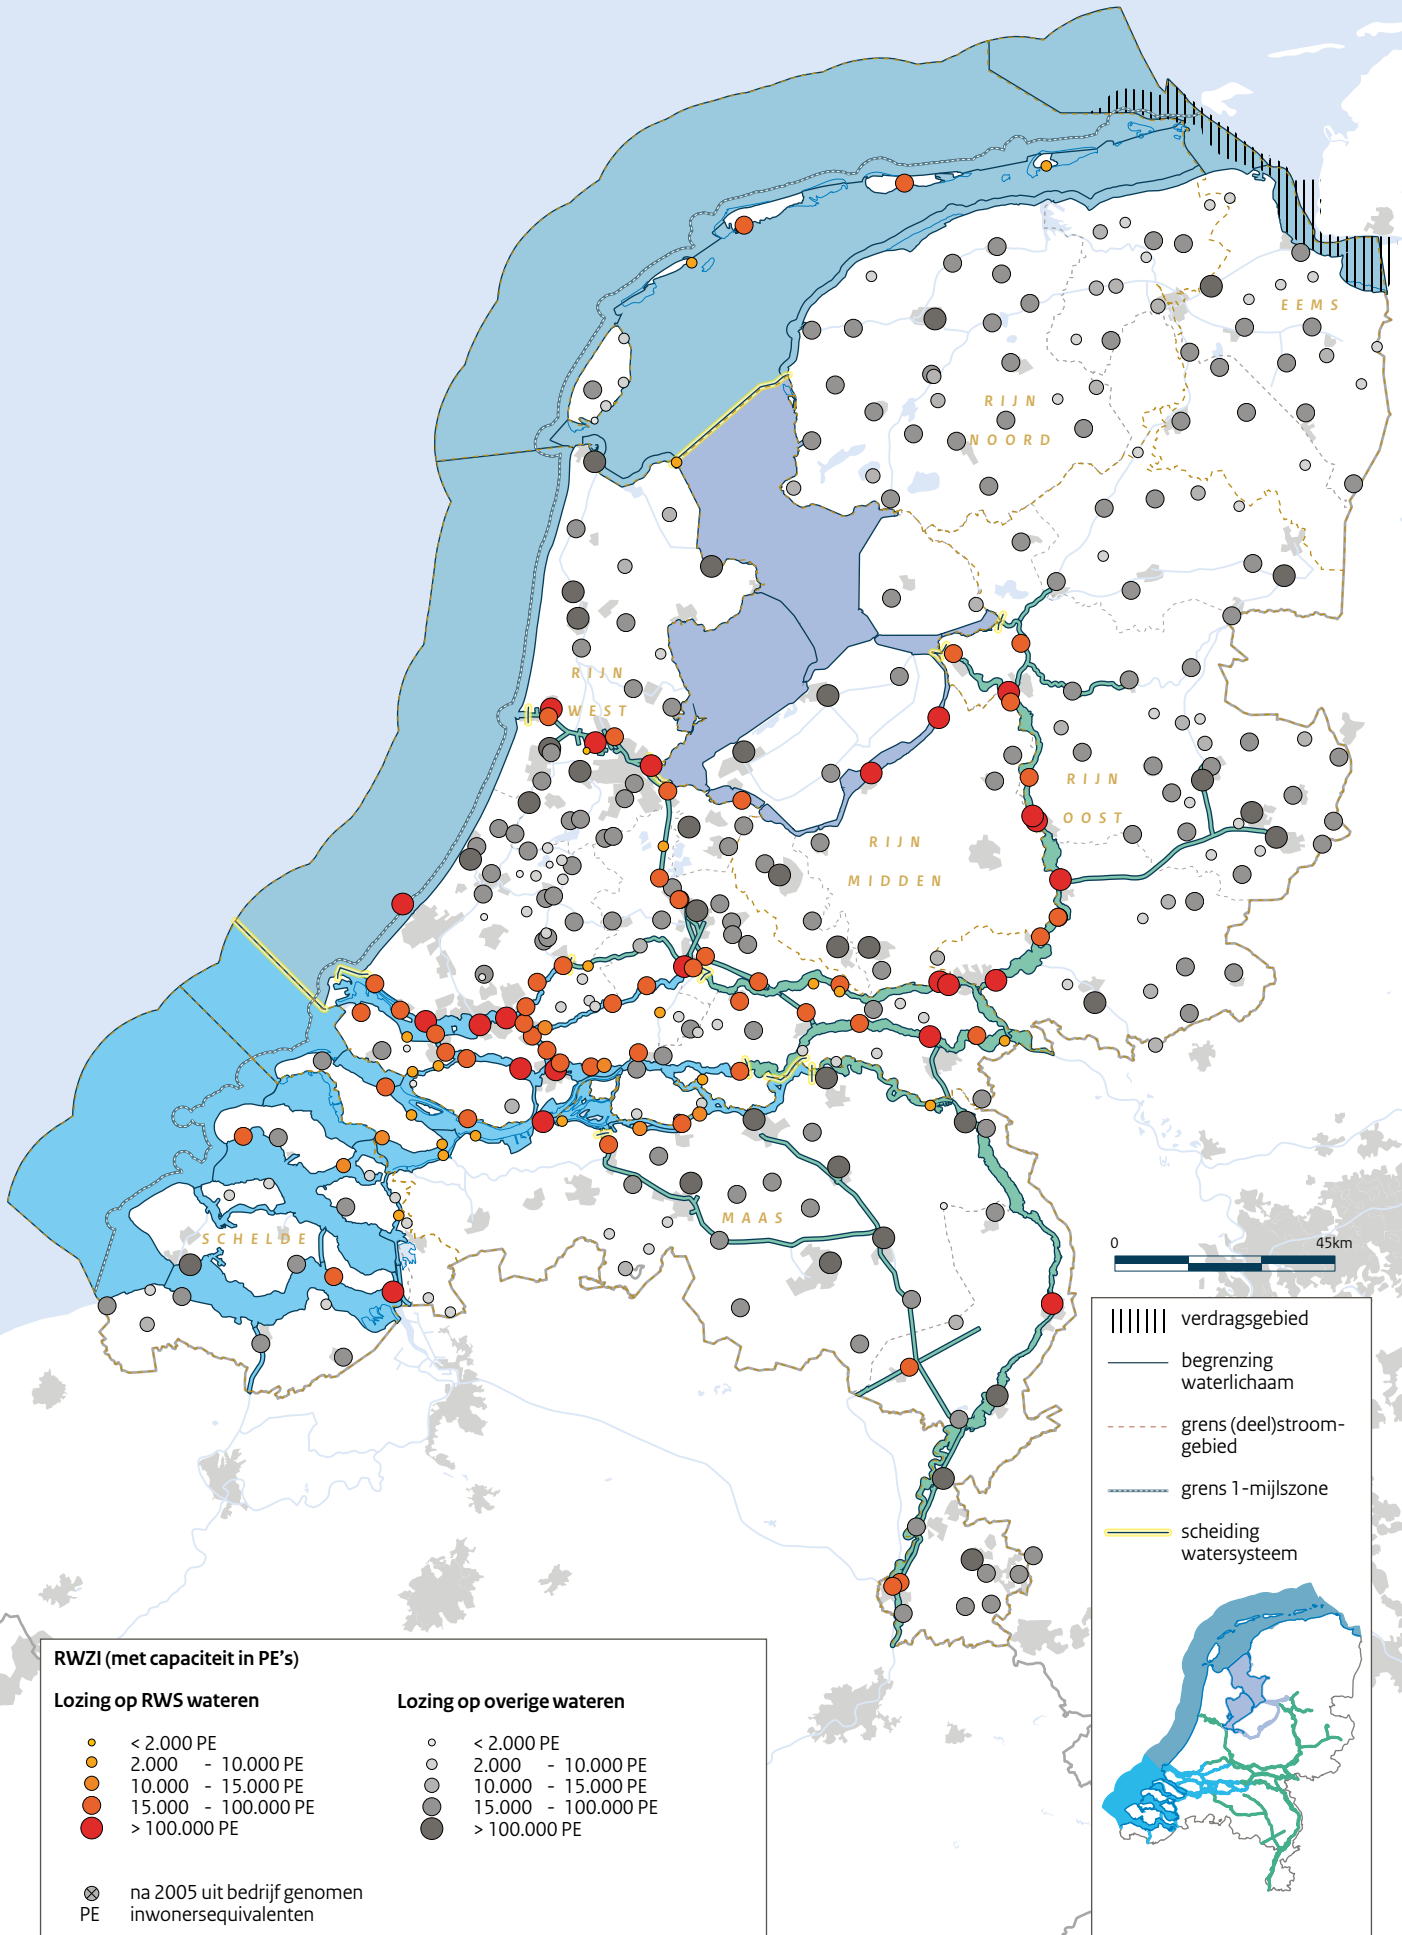 EEMS
RIJN
NOORD
RIJN
WEST
RIJN
OOST
RIJN
MIDDEN
MAAS
SCHELDE
0 45km
verdragsgebied
begrenzing
waterlichaam
grens (deel)stroom-
gebied
grens 1-mijlszone
scheiding
watersysteem
RWZI (met capaciteit in PE's)
Lozing op RWS wateren
< 2.000 PE
2.000 - 10.000 PE
10.000 - 15.000 PE
15.000 - 100.000 PE
> 100.000 PE
Lozing op overige wateren
< 2.000 PE
2.000 - 10.000 PE
10.000 - 15.000 PE
15.000 - 100.000 PE
> 100.000 PE
na 2005 uit bedrijf genomen
PE inwonersequivalenten